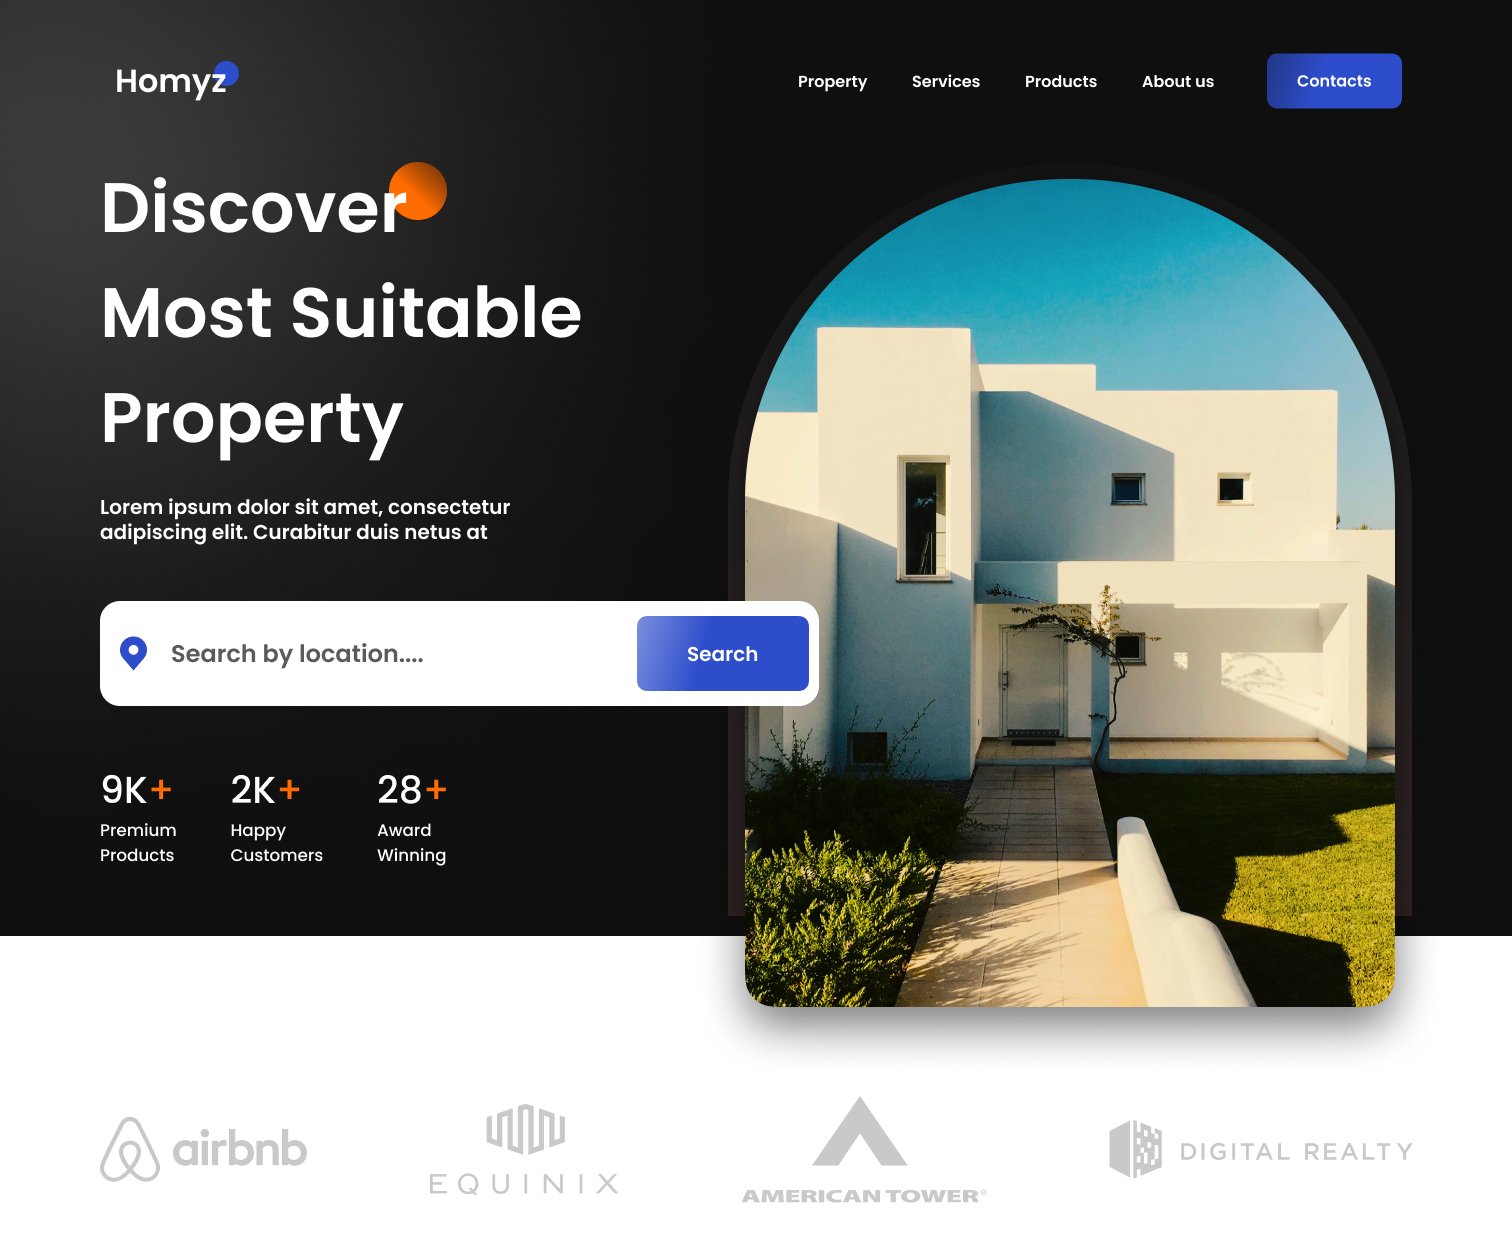 Homyz
Property
Services
Products
About us
Contacts
Discover
Most Suitable
Property
Lorem ipsum dolor sit amet, consectetur
adipiscing elit. Curabitur duis netus at
Search by location....
Search
9K+
Premium
Products
2K+
Happy
Customers
28+
Award
Winning
airbnb
EQUINIX
AMERICAN TOWER®
DIGITAL REALTY